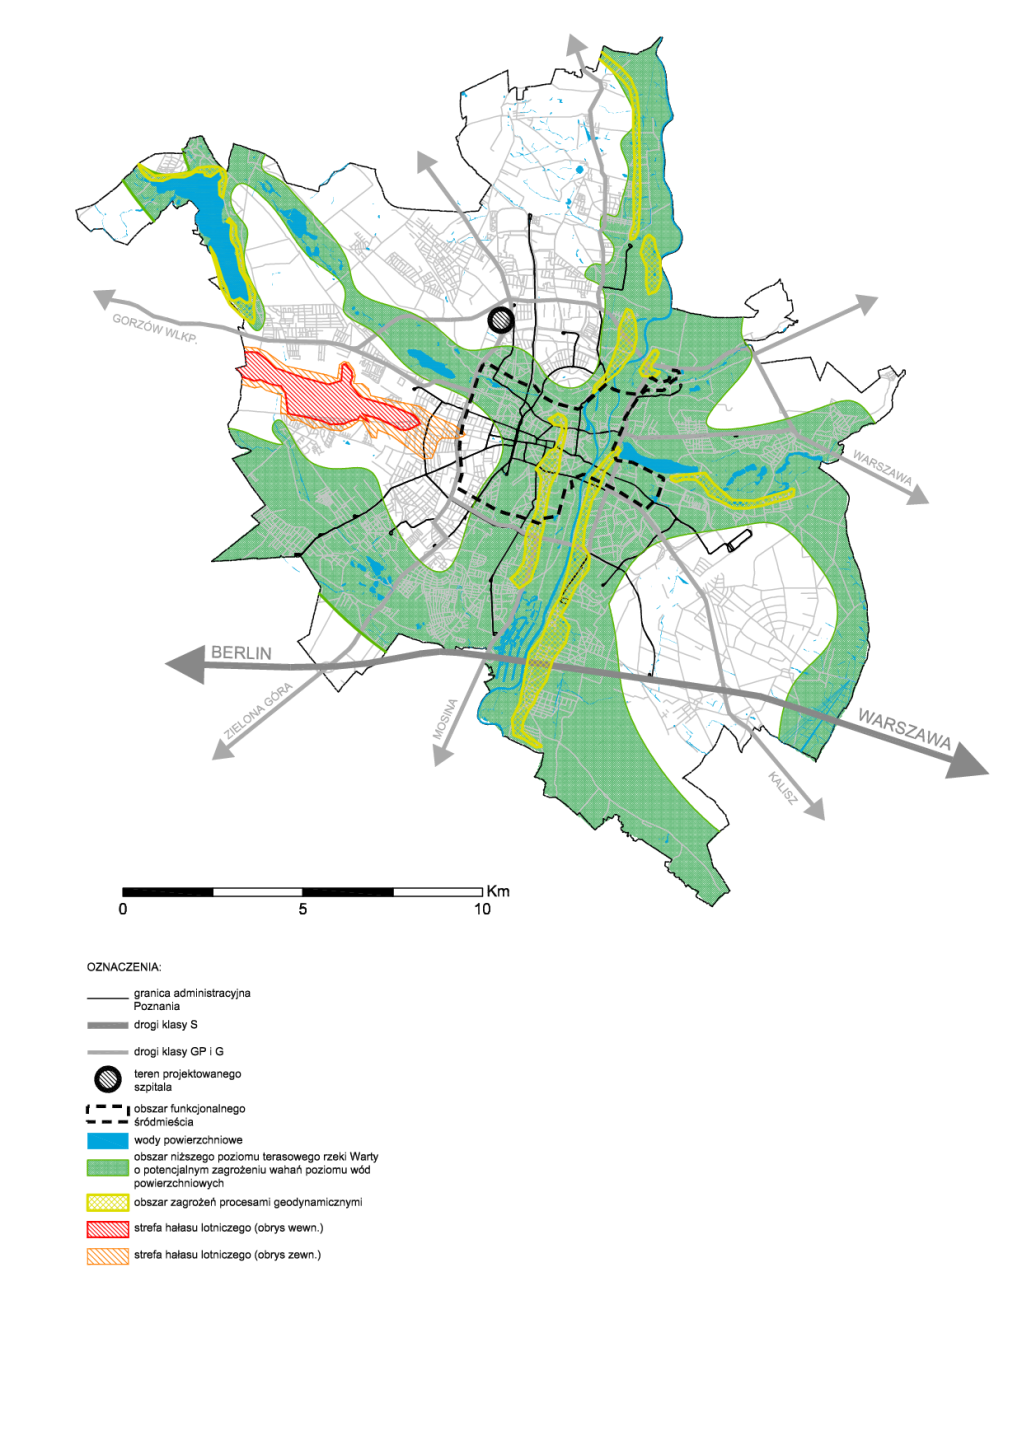 GORZÓW WLKP.
WARSZAWA
BERLIN
ZIELONA GÓRA
MOSINA
WARSZAWA
KALISZ
Km
0 5 10
OZNACZENIA:
granica administracyjna
Poznania
drogi klasy S
drogi klasy GP i G
teren projektowanego
szpitala
obszar funkcjonalnego
śródmieścia
wody powierzchniowe
obszar niższego poziomu terasowego rzeki Warty
o potencjalnym zagrożeniu wahań poziomu wód
powierzchniowych
obszar zagrożeń procesami geodynamicznymi
strefa hałasu lotniczego (obrys wewn.)
strefa hałasu lotniczego (obrys zewn.)